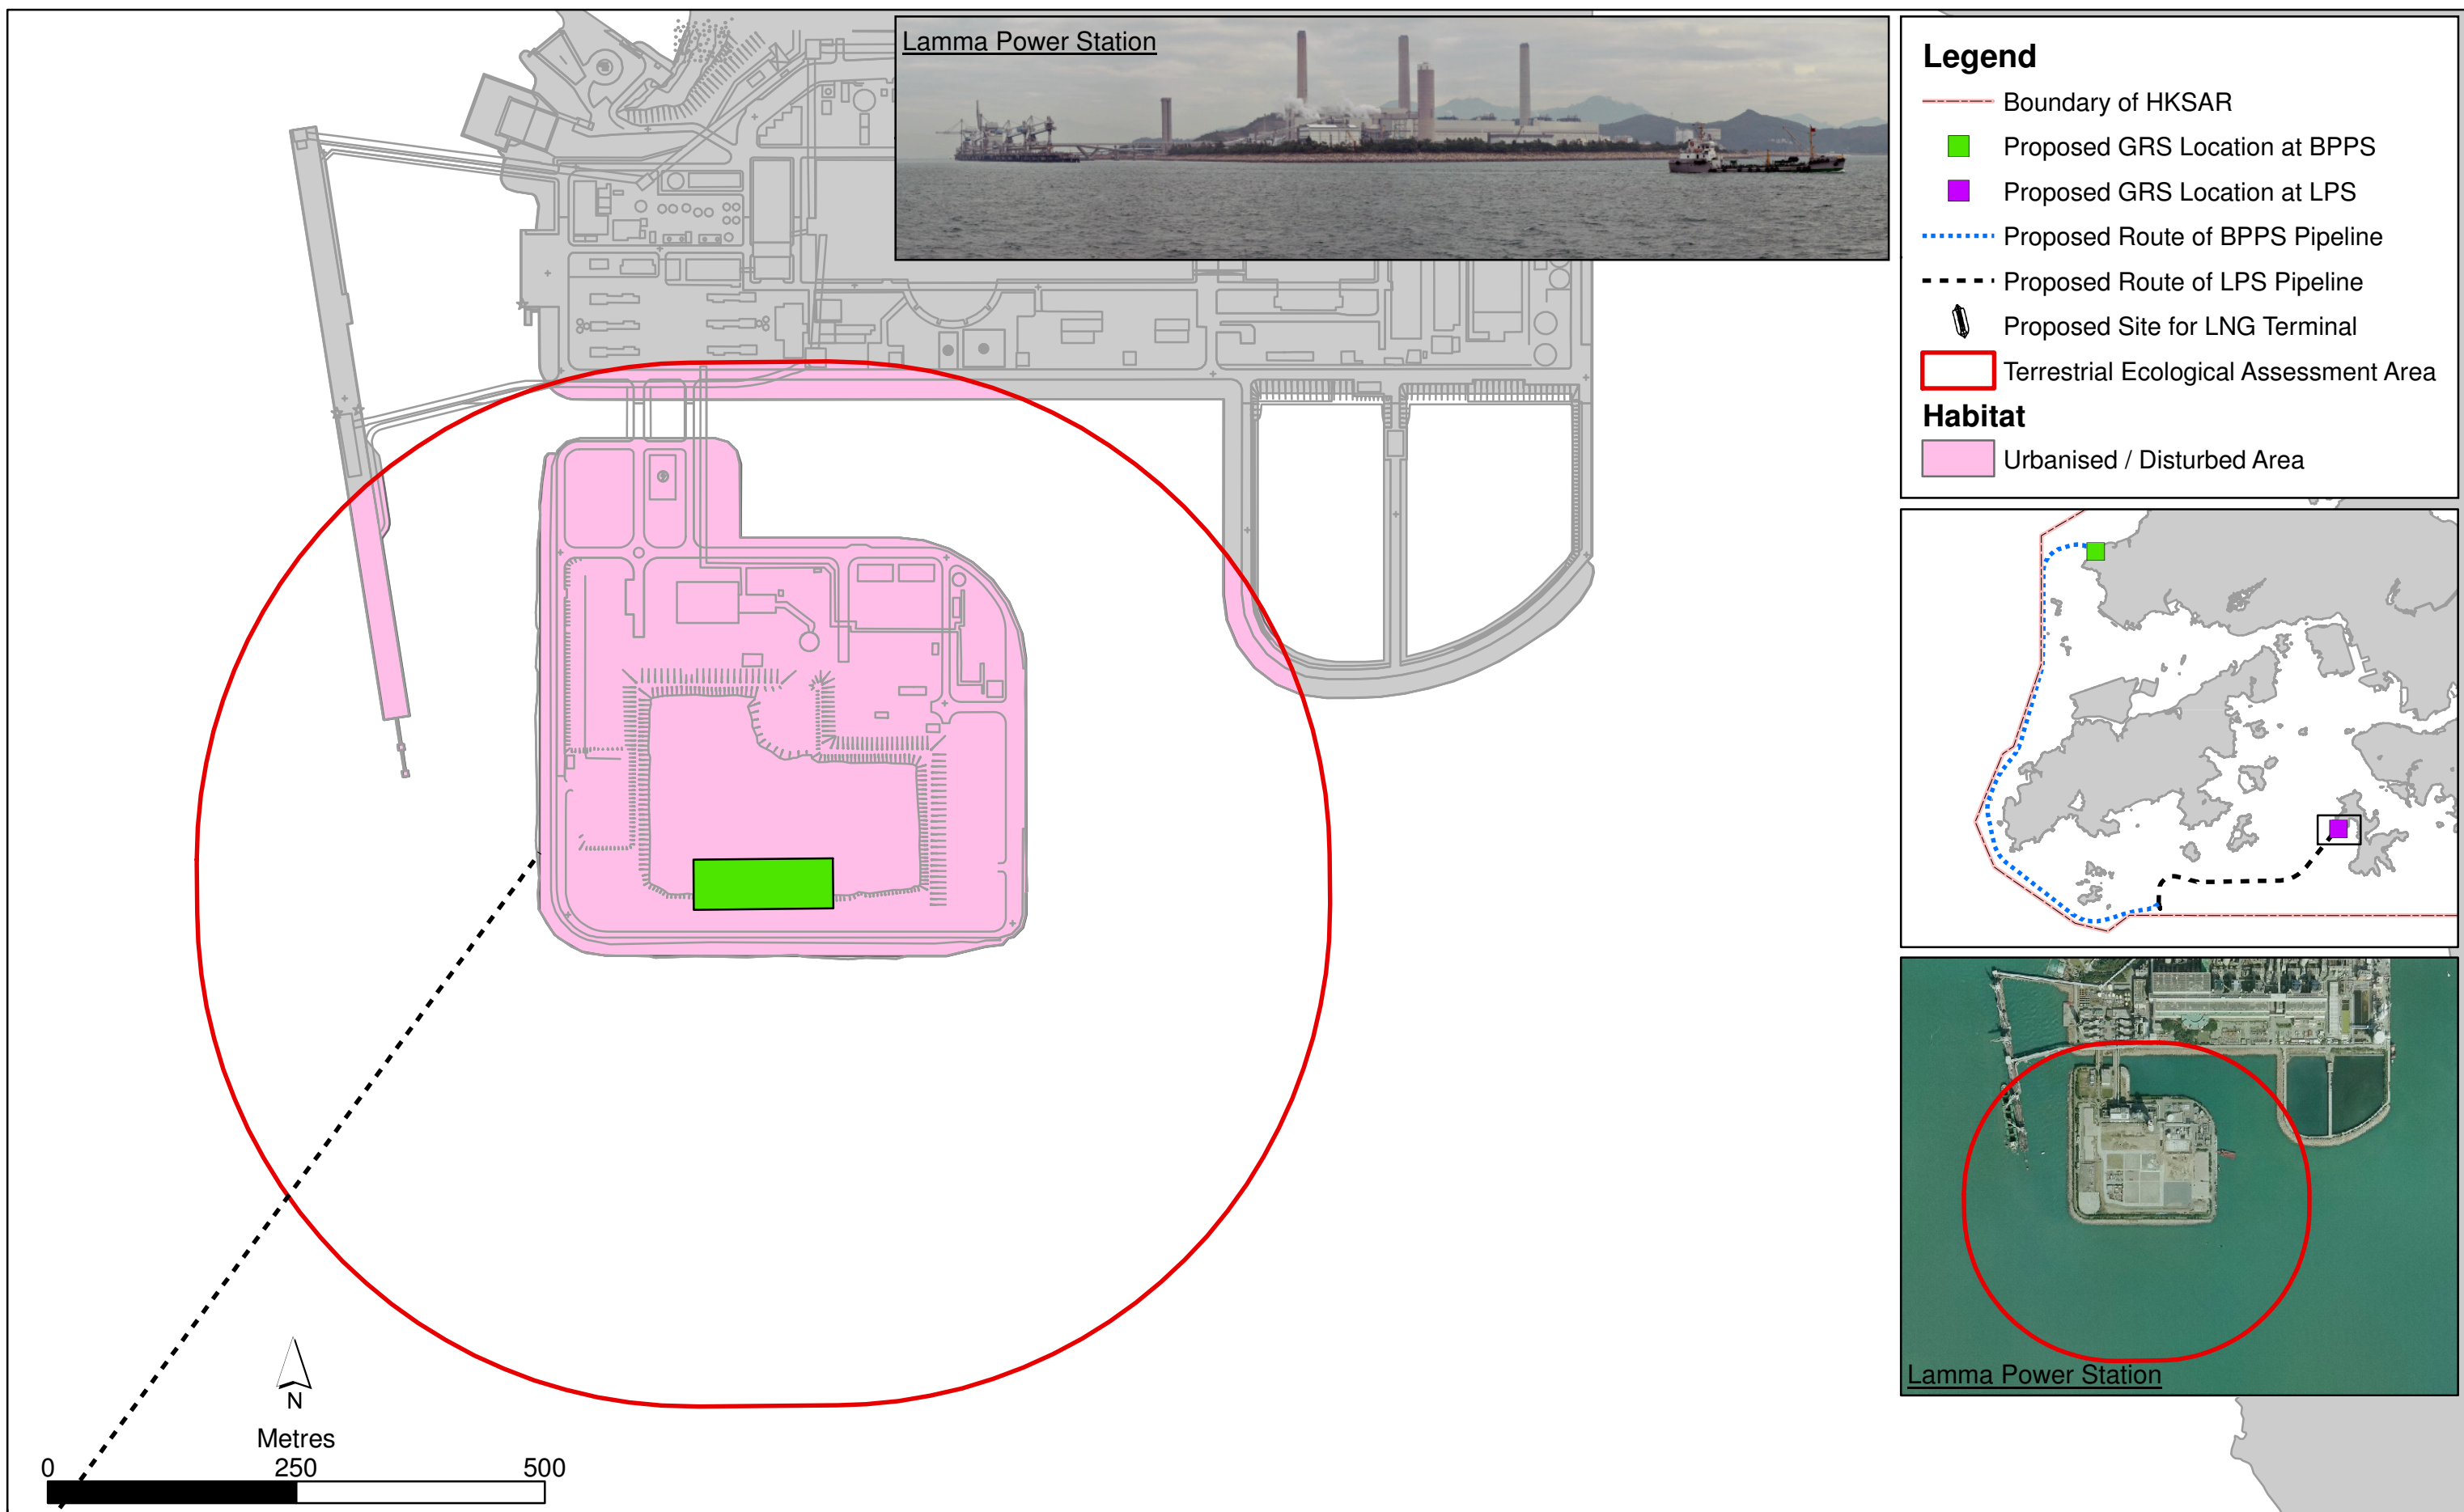 Lamma Power Station
Legend
Boundary of HKSAR
Proposed GRS Location at BPPS
Proposed GRS Location at LPS
Proposed Route of BPPS Pipeline
Proposed Route of LPS Pipeline
Proposed Site for LNG Terminal
Terrestrial Ecological Assessment Area
Habitat
Urbanised / Disturbed Area
Lamma Power Station
N
Metres
0 250 500